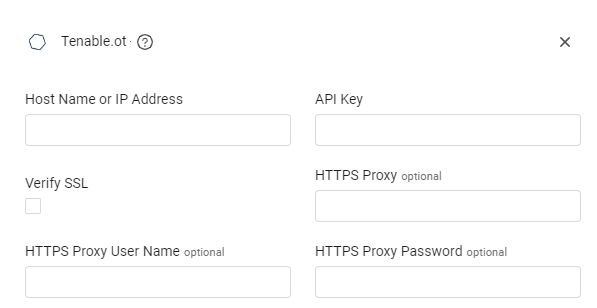 Tenable.ot
Host Name or IP Address
API Key
Verify SSL
HTTPS Proxy optional
HTTPS Proxy User Name optional
HTTPS Proxy Password optional